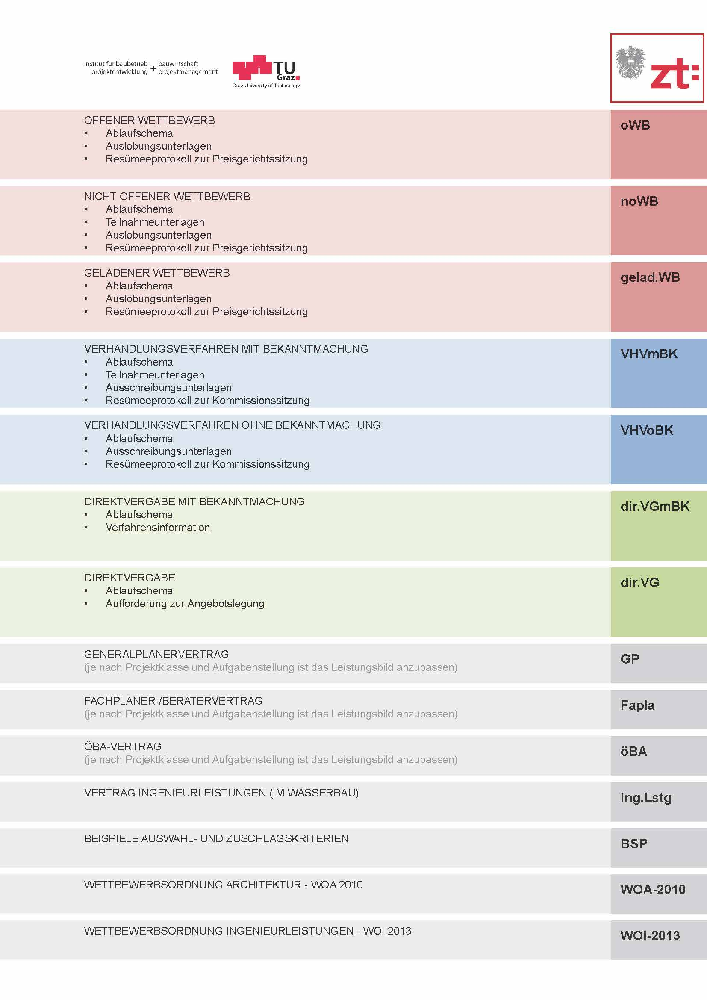 institut für baubetrieb + bauwirtschaft
projektentwicklung projektmanagement
TU
Graz
Graz University of Technology
zt:
OFFENER WETTBEWERB
oWB
• Ablaufschema
• Auslobungsunterlagen
• Resümeeprotokoll zur Preisgerichtssitzung
NICHT OFFENER WETTBEWERB
noWB
• Ablaufschema
• Teilnahmeunterlagen
• Auslobungsunterlagen
• Resümeeprotokoll zur Preisgerichtssitzung
GELADENER WETTBEWERB
gelad.WB
• Ablaufschema
• Auslobungsunterlagen
• Resümeeprotokoll zur Preisgerichtssitzung
VERHANDLUNGSVERFAHREN MIT BEKANNTMACHUNG
VHVmBK
• Ablaufschema
• Teilnahmeunterlagen
• Ausschreibungsunterlagen
• Resümeeprotokoll zur Kommissionssitzung
VERHANDLUNGSVERFAHREN OHNE BEKANNTMACHUNG
VHVoBK
• Ablaufschema
• Ausschreibungsunterlagen
• Resümeeprotokoll zur Kommissionssitzung
DIREKTVERGABE MIT BEKANNTMACHUNG
dir.VGmBK
• Ablaufschema
• Verfahrensinformation
DIREKTVERGABE
dir.VG
• Ablaufschema
• Aufforderung zur Angebotslegung
GENERALPLANERVERTRAG
GP
(je nach Projektklasse und Aufgabenstellung ist das Leistungsbild anzupassen)
FACHPLANER-/BERATERVERTRAG
Fapla
(je nach Projektklasse und Aufgabenstellung ist das Leistungsbild anzupassen)
ÖBA-VERTRAG
öBA
(je nach Projektklasse und Aufgabenstellung ist das Leistungsbild anzupassen)
VERTRAG INGENIEURLEISTUNGEN (IM WASSERBAU)
Ing.Lstg
BEISPIELE AUSWAHL- UND ZUSCHLAGSKRITERIEN
BSP
WETTBEWERBSORDNUNG ARCHITEKTUR - WOA 2010
WOA-2010
WETTBEWERBSORDNUNG INGENIEURLEISTUNGEN - WOI 2013
WOI-2013